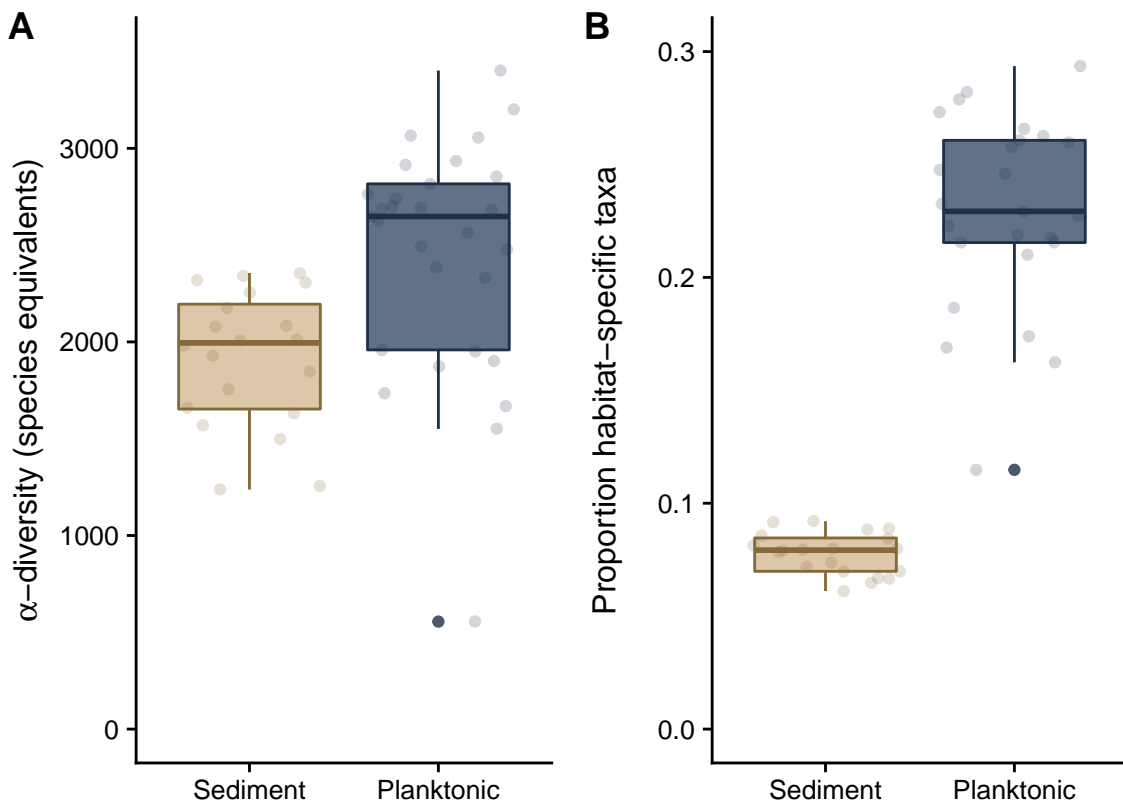 A
α−diversity (species equivalents)
3000
2000
1000
0
Sediment
Planktonic
B
Proportion habitat−specific taxa
0.3
0.2
0.1
0.0
Sediment
Planktonic